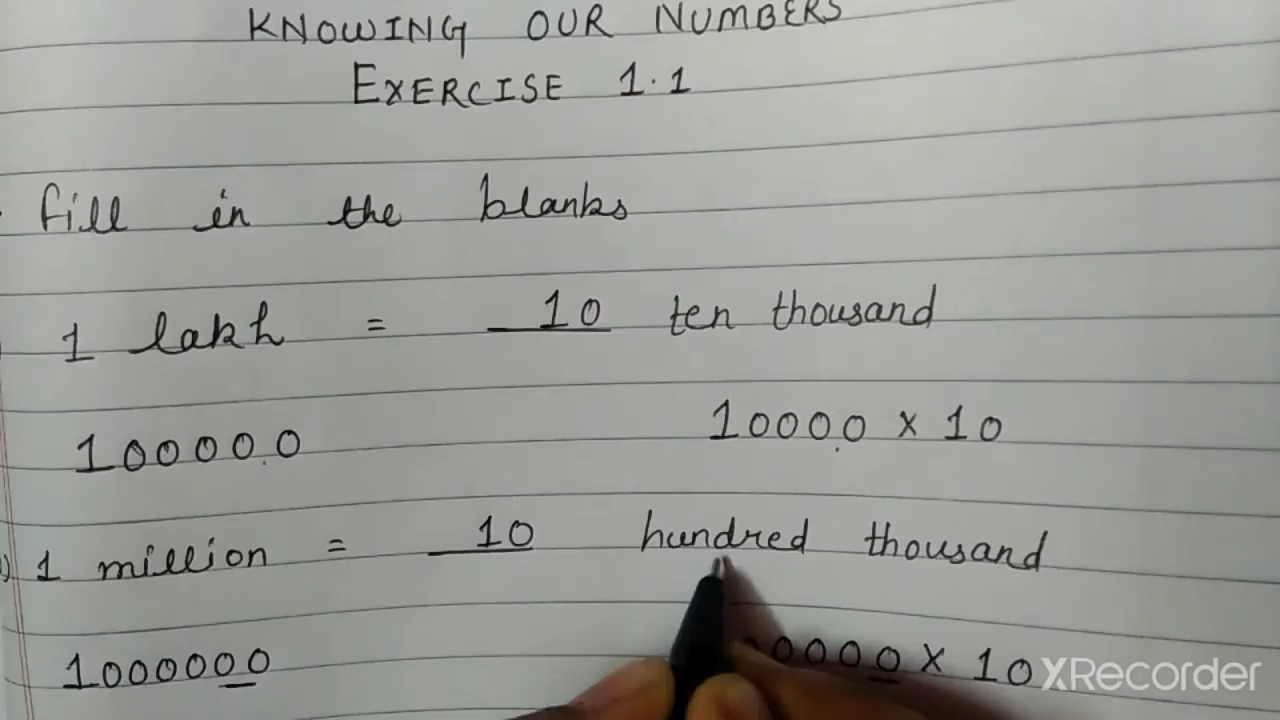 KNOWING OUR NUMBERS
EXERCISE 1.1
fill in the blanks
1 lakh = 10 ten thousand
100000 10000 x 10
1 million = 10 hundred thousand
1000000 0000 x 10
XRecorder